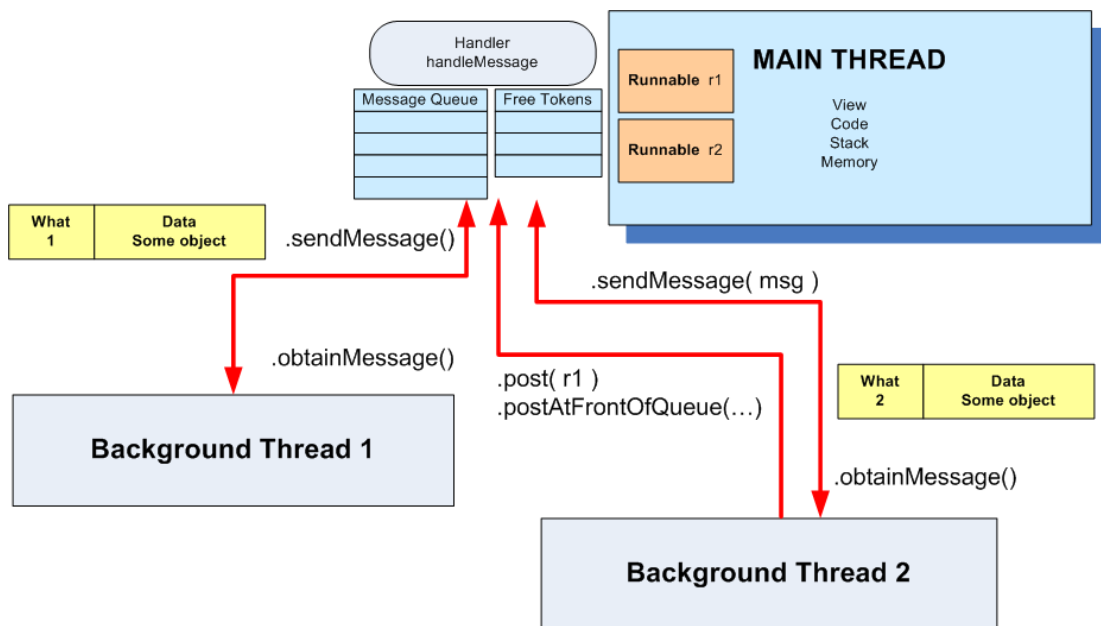 Handler
handleMessage
Message Queue
Free Tokens
MAIN THREAD
Runnable r1
Runnable r2
View
Code
Stack
Memory
What
1
Data
Some object
.sendMessage()
.sendMessage( msg )
.obtainMessage()
.post( r1 )
.postAtFrontOfQueue(…)
What
2
Data
Some object
Background Thread 1
.obtainMessage()
Background Thread 2